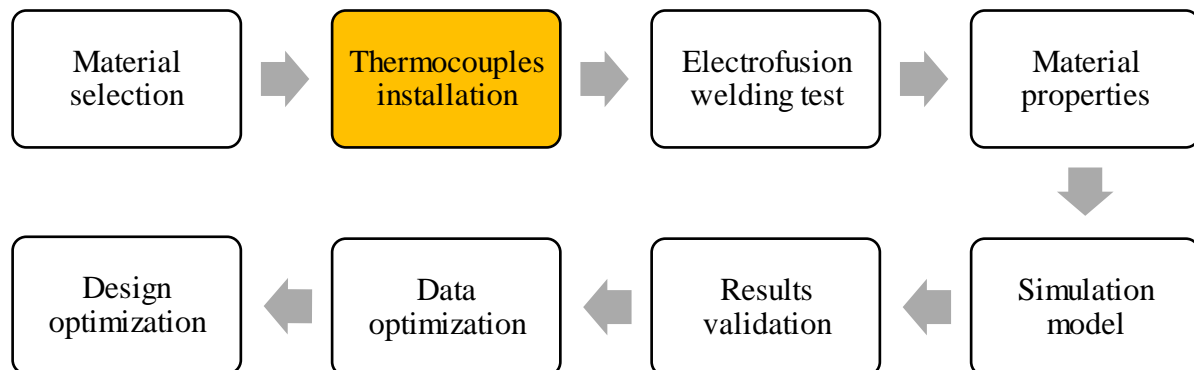 Material
selection
Thermocouples
installation
Electrofusion
welding test
Material
properties
Simulation
model
Results
validation
Data
optimization
Design
optimization